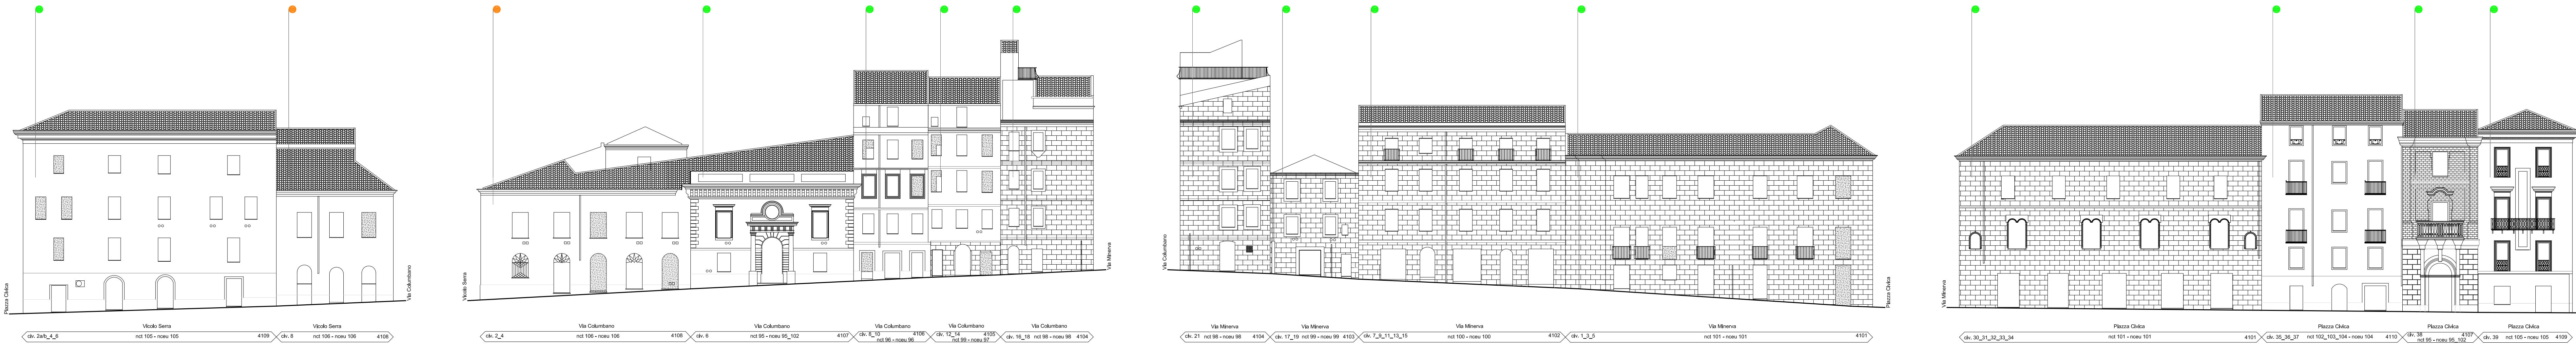 Piazza Civica
Vicolo Serra
div. 2a/b_4_6 nct 105 - nceu 105 4109
Vicolo Serra
div. 8 nct 106 - nceu 106 4108
Via Columbano
Vicolo Serra
Via Columbano
div. 2_4 nct 106 - nceu 106 4108
Via Columbano
div. 6 nct 95 - nceu 95_102 4107
Via Columbano
div. 8_10 4106
nct 96 - nceu 96
Via Columbano
div. 12_14 4105
nct 99 - nceu 97
Via Columbano
div. 16_18 nct 98 - nceu 98 4104
Via Minerva
Via Columbano
Via Minerva
div. 21 nct 98 - nceu 98 4104
Via Minerva
div. 17_19 nct 99 - nceu 99 4103
Via Minerva
div. 7_9_11_13_15 nct 100 - nceu 100 4102
Via Minerva
div. 1_3_5 nct 101 - nceu 101 4101
Piazza Civica
Via Minerva
Piazza Civica
div. 30_31_32_33_34 nct 101 - nceu 101 4101
Piazza Civica
div. 35_36_37 nct 102_103_104 - nceu 104 4110
Piazza Civica
div. 38 4107
nct 95 - nceu 95_102
Piazza Civica
div. 39 nct 105 - nceu 105 4109